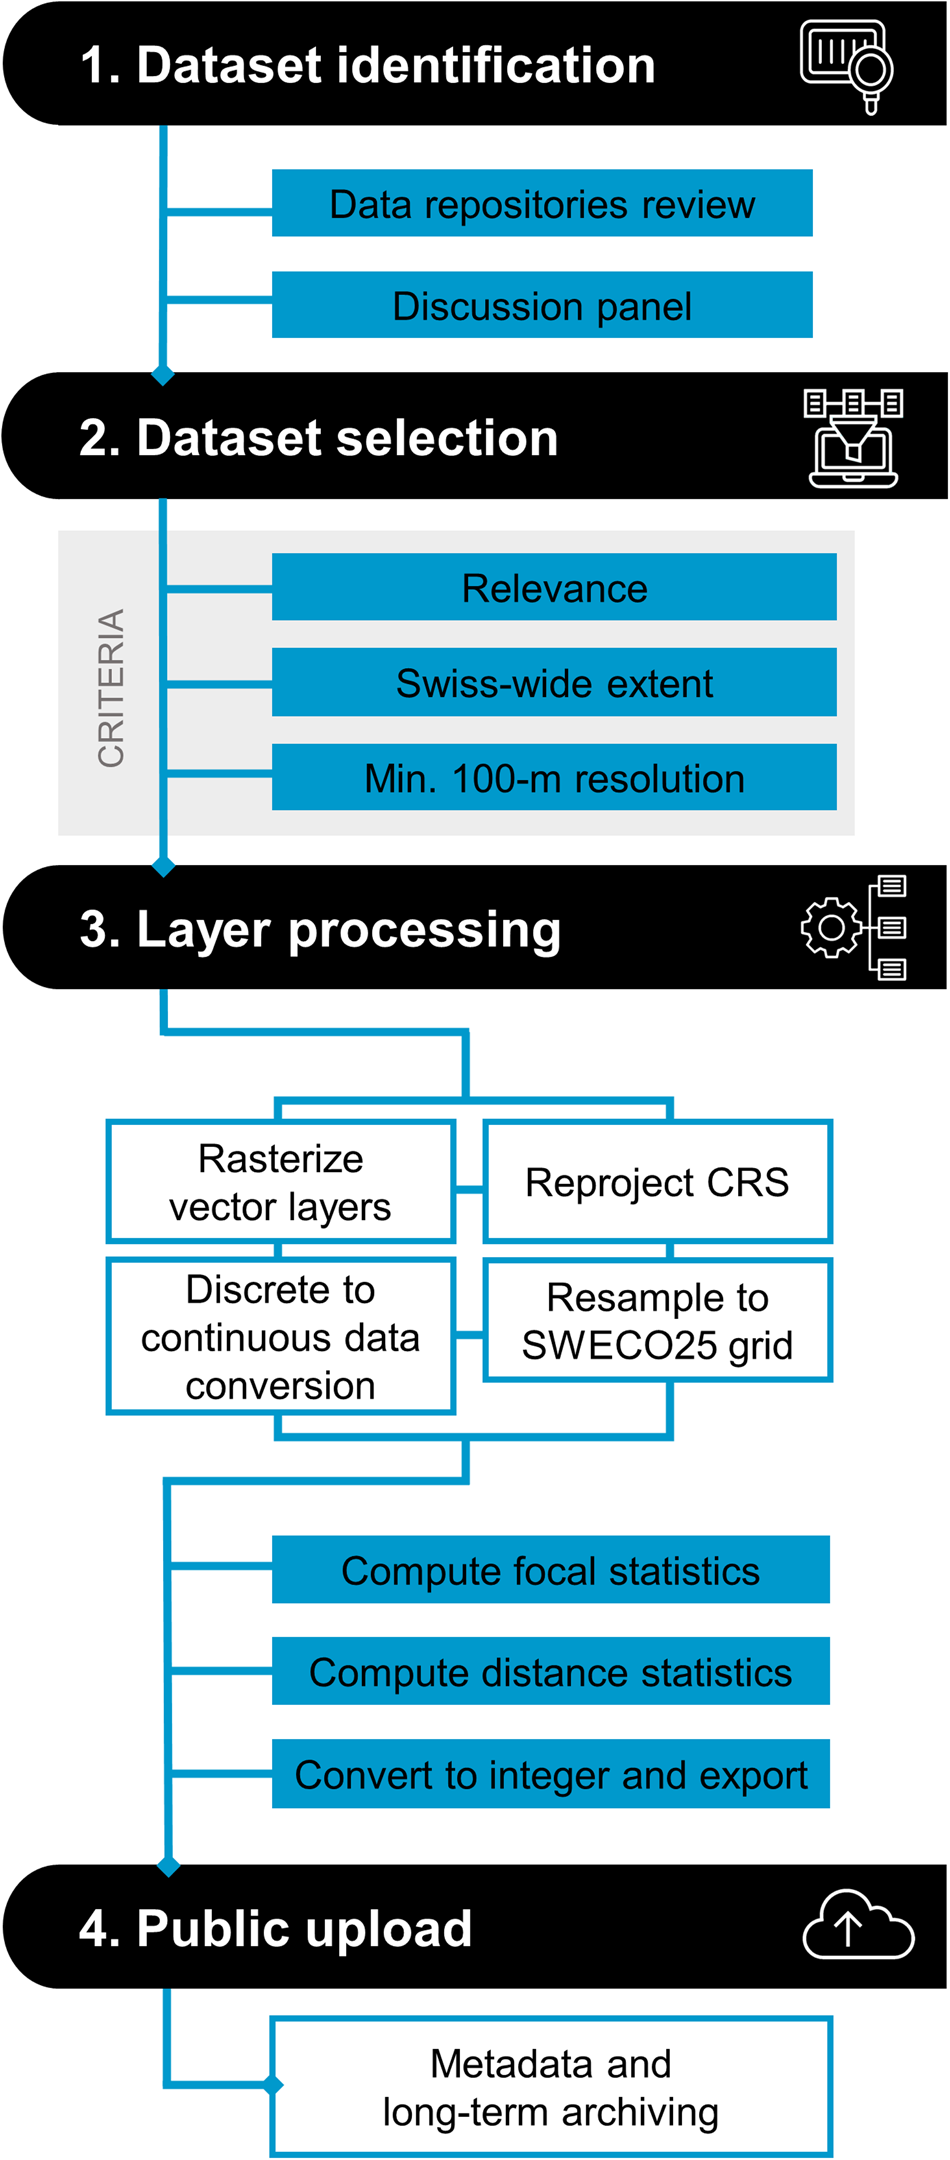 1. Dataset identification
Data repositories review
Discussion panel
2. Dataset selection
CRITERIA
Relevance
Swiss-wide extent
Min. 100-m resolution
3. Layer processing
Rasterize
vector layers
Reproject CRS
Discrete to
continuous data
conversion
Resample to
SWECO25 grid
Compute focal statistics
Compute distance statistics
Convert to integer and export
4. Public upload
Metadata and
long-term archiving